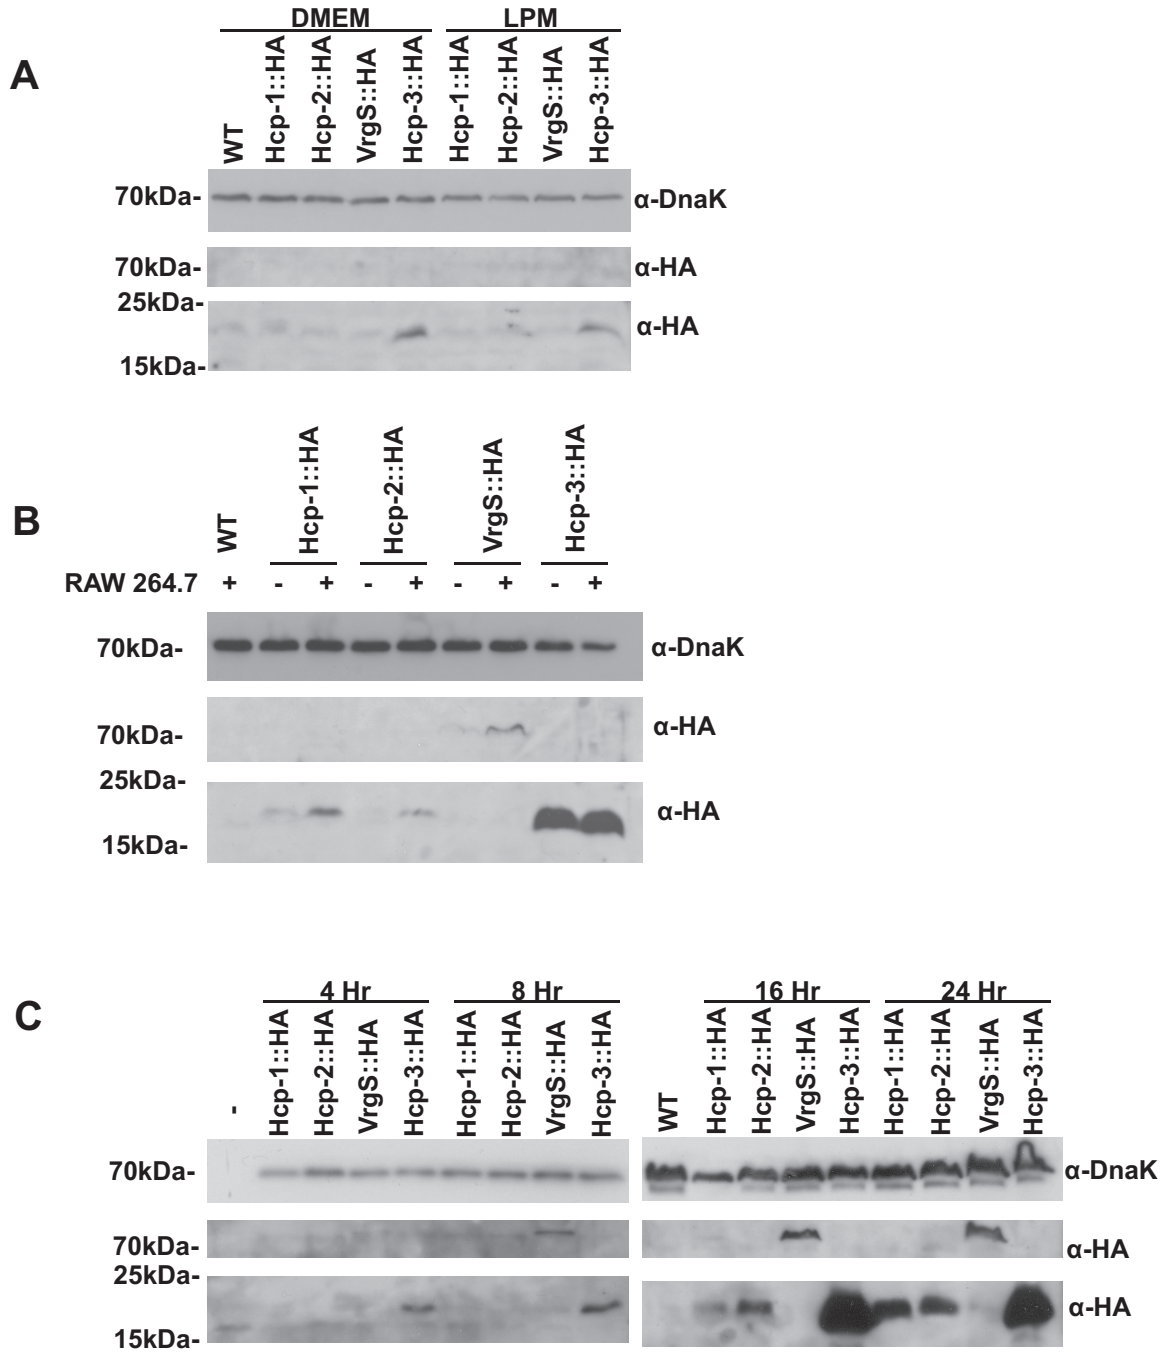 A
DMEM LPM
WT Hcp-1::HA Hcp-2::HA VrgS::HA Hcp-3::HA Hcp-1::HA Hcp-2::HA VrgS::HA Hcp-3::HA
70kDa- α-DnaK
70kDa- α-HA
25kDa-
α-HA
15kDa-
B
WT Hcp-1::HA Hcp-2::HA VrgS::HA Hcp-3::HA
RAW 264.7 + - + - + - + - +
70kDa- α-DnaK
70kDa- α-HA
25kDa-
α-HA
15kDa-
C
4 Hr 8 Hr 16 Hr 24 Hr
- Hcp-1::HA Hcp-2::HA VrgS::HA Hcp-3::HA Hcp-1::HA Hcp-2::HA VrgS::HA Hcp-3::HA WT Hcp-1::HA Hcp-2::HA VrgS::HA Hcp-3::HA Hcp-1::HA Hcp-2::HA VrgS::HA Hcp-3::HA
70kDa- α-DnaK
70kDa- α-HA
25kDa-
α-HA
15kDa-